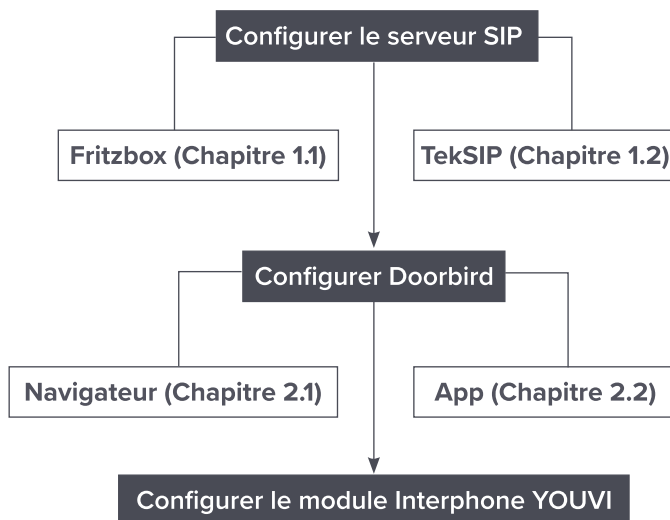 Configurer le serveur SIP
Fritzbox (Chapitre 1.1)
TekSIP (Chapitre 1.2)
Configurer Doorbird
Navigateur (Chapitre 2.1)
App (Chapitre 2.2)
Configurer le module Interphone YOUVI